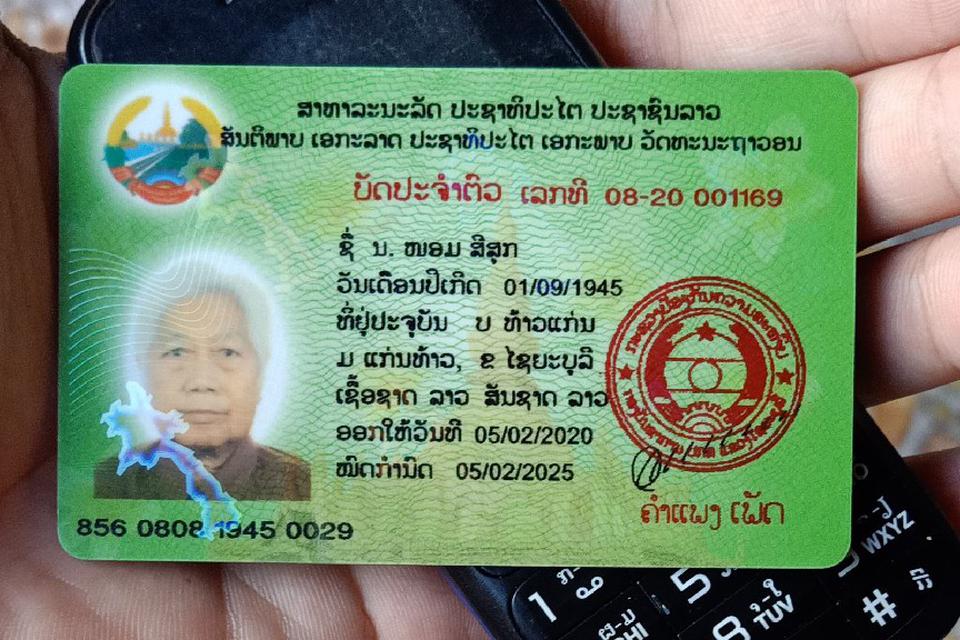 ສາທາລະນະລັດ ປະຊາທິປະໄຕ ປະຊາຊົນລາວ
ສັນຕິພາບ ເອກະລາດ ປະຊາທິປະໄຕ ເອກະພາບ ວັດທະນະຖາວອນ
ບັດປະຈຳຕົວ ເລກທີ 08-20 001169
ຊື່ ນ. ໜອມ ສີສຸກ
ວັນເດືອນປີເກີດ 01/09/1945
ທີ່ຢູ່ປະຈຸບັນ ບ ທ່າວແກ່ນ
ມ ແກ່ນທ້າວ, ຂ ໄຊຍະບຸລີ
ເຊື້ອຊາດ ລາວ ສັນຊາດ ລາວ
ອອກໃຫ້ວັນທີ 05/02/2020
ໝົດກຳນົດ 05/02/2025
ຄຳແພງ ເພັດ
856 0808 1945 0029
1
5
8 TUV
9 WXYZ
#